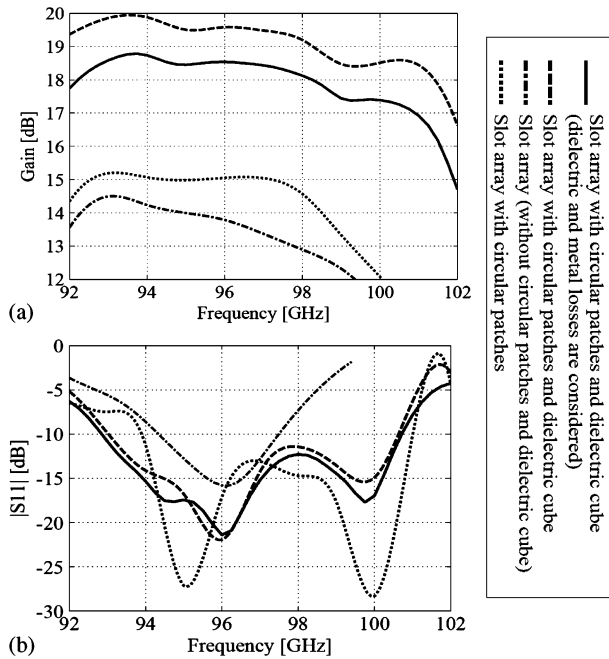 20
19
18
17
16
15
14
13
12
Gain [dB]
92 94 96 98 100 102
(a) Frequency [GHz]
0
-5
-10
-15
-20
-25
-30
|S11| [dB]
92 94 96 98 100 102
(b) Frequency [GHz]
Slot array with circular patches and dielectric cube
(dielectric and metal losses are considered)
Slot array with circular patches and dielectric cube
Slot array (without circular patches and dielectric cube)
Slot array with circular patches